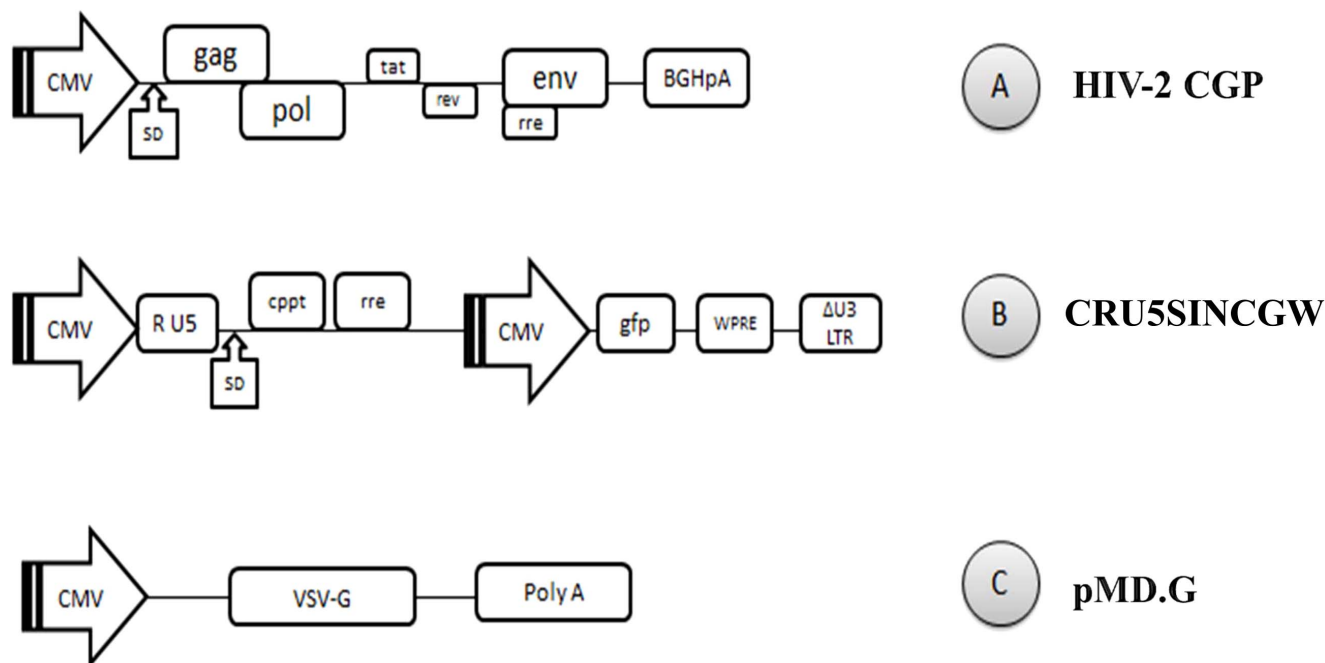 CMV
SD
gag
pol
tat
rev
env
rre
BGHpA
A
HIV-2 CGP
CMV
R U5
SD
cppt
rre
CMV
gfp
WPRE
ΔU3
LTR
B
CRU5SINCGW
CMV
VSV-G
Poly A
C
pMD.G